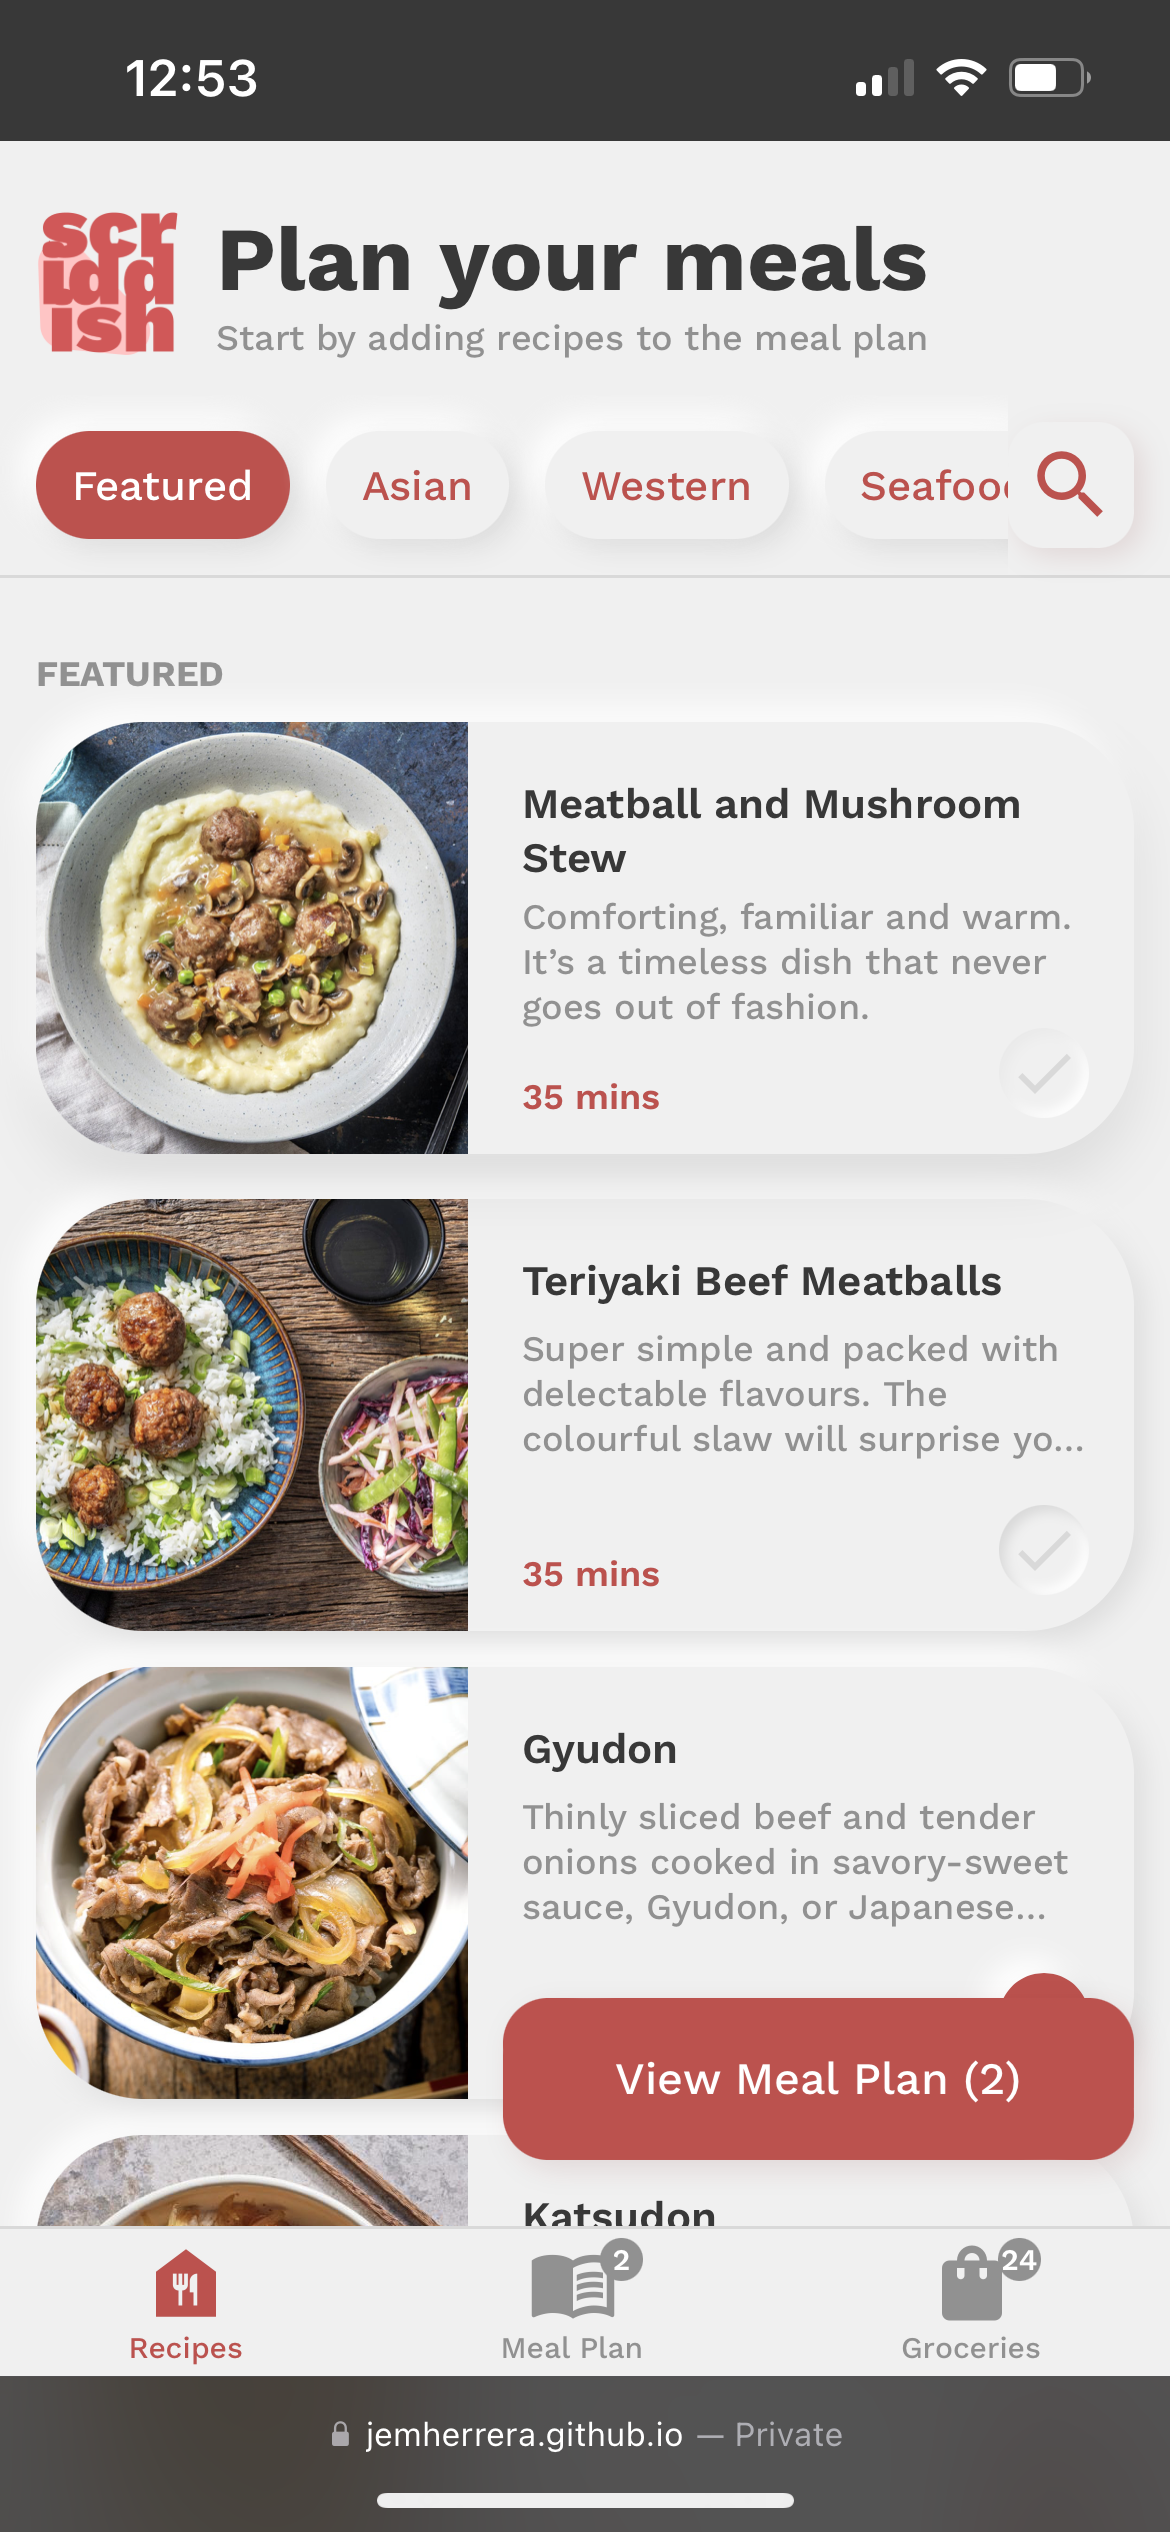 12:53
scr
idd
ish
Plan your meals
Start by adding recipes to the meal plan
Featured
Asian
Western
Seafood
FEATURED
Meatball and Mushroom
Stew
Comforting, familiar and warm.
It’s a timeless dish that never
goes out of fashion.
35 mins
Teriyaki Beef Meatballs
Super simple and packed with
delectable flavours. The
colourful slaw will surprise yo...
35 mins
Gyudon
Thinly sliced beef and tender
onions cooked in savory-sweet
sauce, Gyudon, or Japanese...
View Meal Plan (2)
Katsudon
2
24
Recipes
Meal Plan
Groceries
jemherrera.github.io — Private